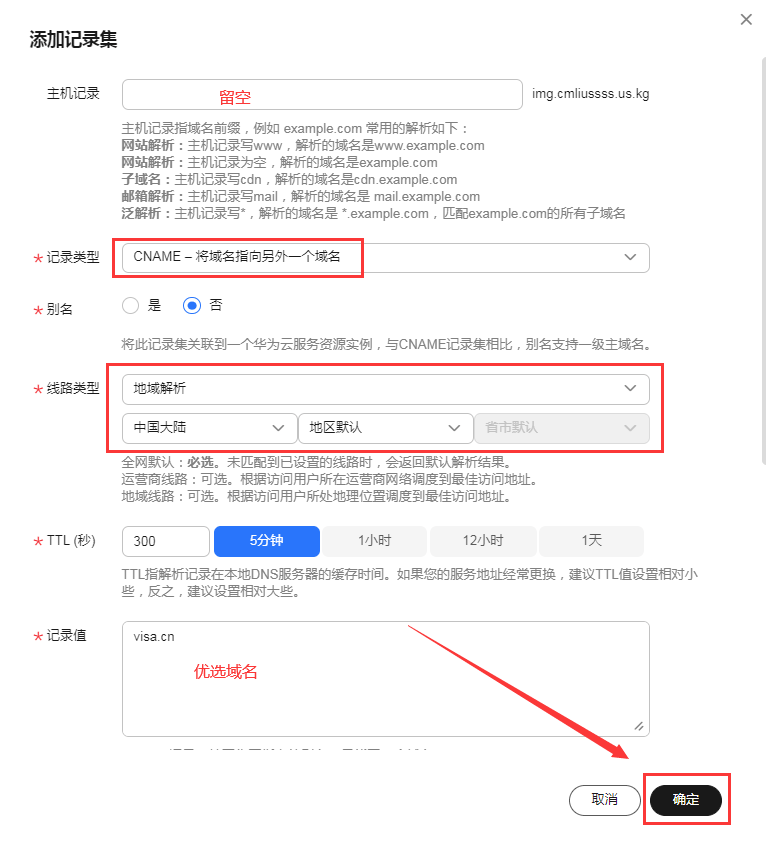 添加记录集
主机记录
留空
img.cmliussss.us.kg
主机记录指域名前缀，例如 example.com 常用的解析如下：
网站解析：主机记录写www，解析的域名是www.example.com
网站解析：主机记录为空，解析的域名是example.com
子域名：主机记录写cdn，解析的域名是cdn.example.com
邮箱解析：主机记录写mail，解析的域名是 mail.example.com
泛解析：主机记录写*，解析的域名是 *.example.com，匹配example.com的所有子域名
* 记录类型
CNAME – 将域名指向另外一个域名
* 别名
是
否
将此记录集关联到一个华为云服务资源实例，与CNAME记录集相比，别名支持一级主域名。
* 线路类型
地域解析
中国大陆
地区默认
省市默认
全网默认：必选。未匹配到已设置的线路时，会返回默认解析结果。
运营商线路：可选。根据访问用户所在运营商网络调度到最佳访问地址。
地域线路：可选。根据访问用户所处地理位置调度到最佳访问地址。
* TTL (秒)
300
5分钟
1小时
12小时
1天
TTL指解析记录在本地DNS服务器的缓存时间。如果您的服务地址经常更换，建议TTL值设置相对小
些，反之，建议设置相对大些。
* 记录值
visa.cn
优选域名
取消
确定